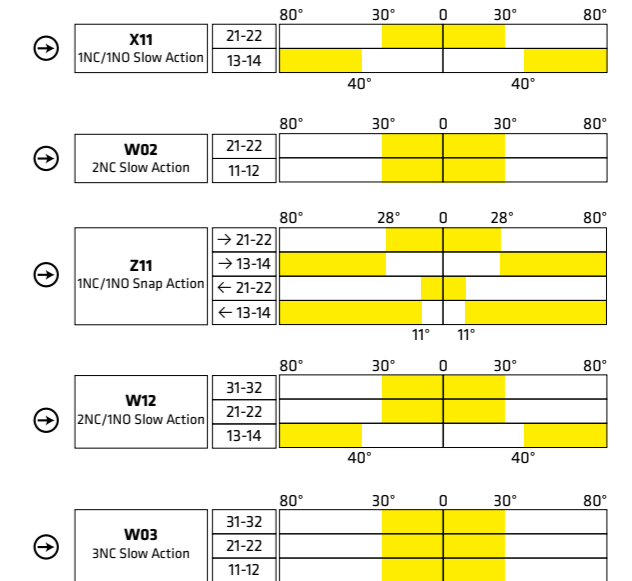 80° 30° 0 30° 80°
X11
1NC/1NO Slow Action
21-22
13-14
40° 40°
80° 30° 0 30° 80°
W02
2NC Slow Action
21-22
11-12
80° 28° 0 28° 80°
Z11
1NC/1NO Snap Action
→ 21-22
→ 13-14
← 21-22
← 13-14
11° 11°
80° 30° 0 30° 80°
W12
2NC/1NO Slow Action
31-32
21-22
13-14
40° 40°
80° 30° 0 30° 80°
W03
3NC Slow Action
31-32
21-22
11-12